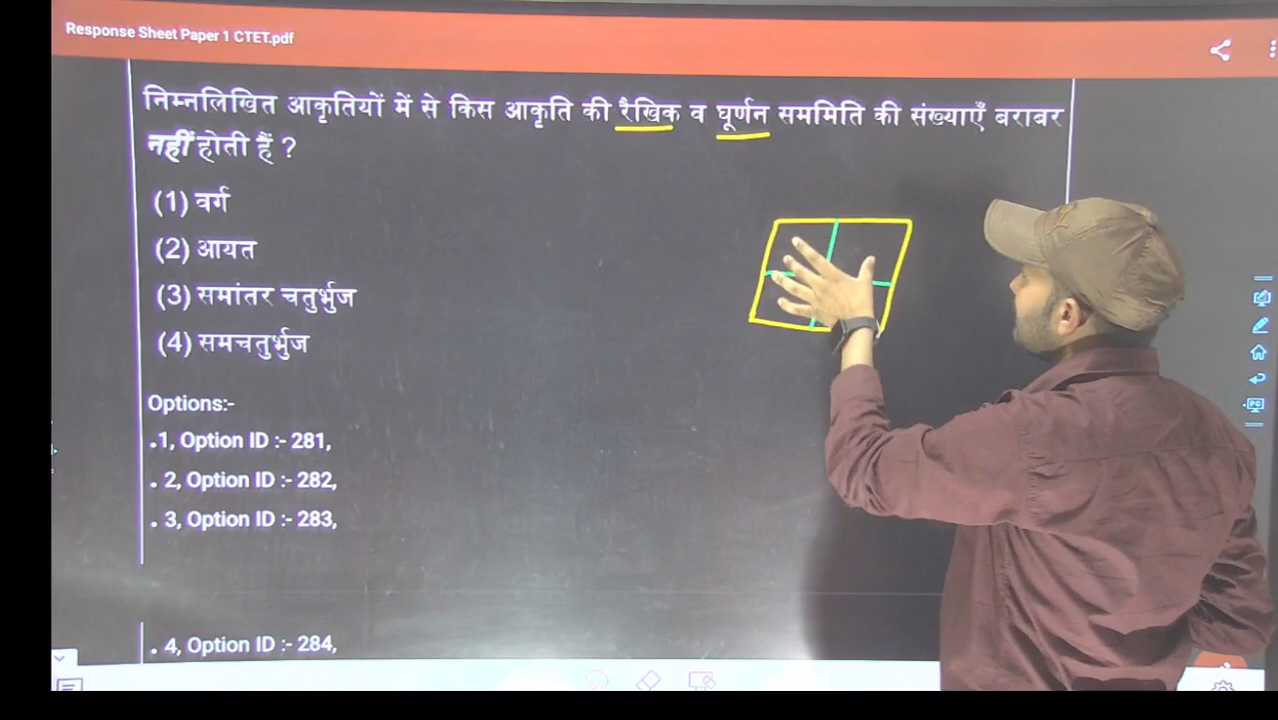 Response Sheet Paper 1 CTET.pdf
निम्नलिखित आकृतियों में से किस आकृति की रैखिक व घूर्णन सममिति की संख्याएँ बराबर
नहीं होती हैं ?
(1) वर्ग
(2) आयत
(3) समांतर चतुर्भुज
(4) समचतुर्भुज
Options:-
.1, Option ID :- 281,
. 2, Option ID :- 282,
. 3, Option ID :- 283,
. 4, Option ID :- 284,